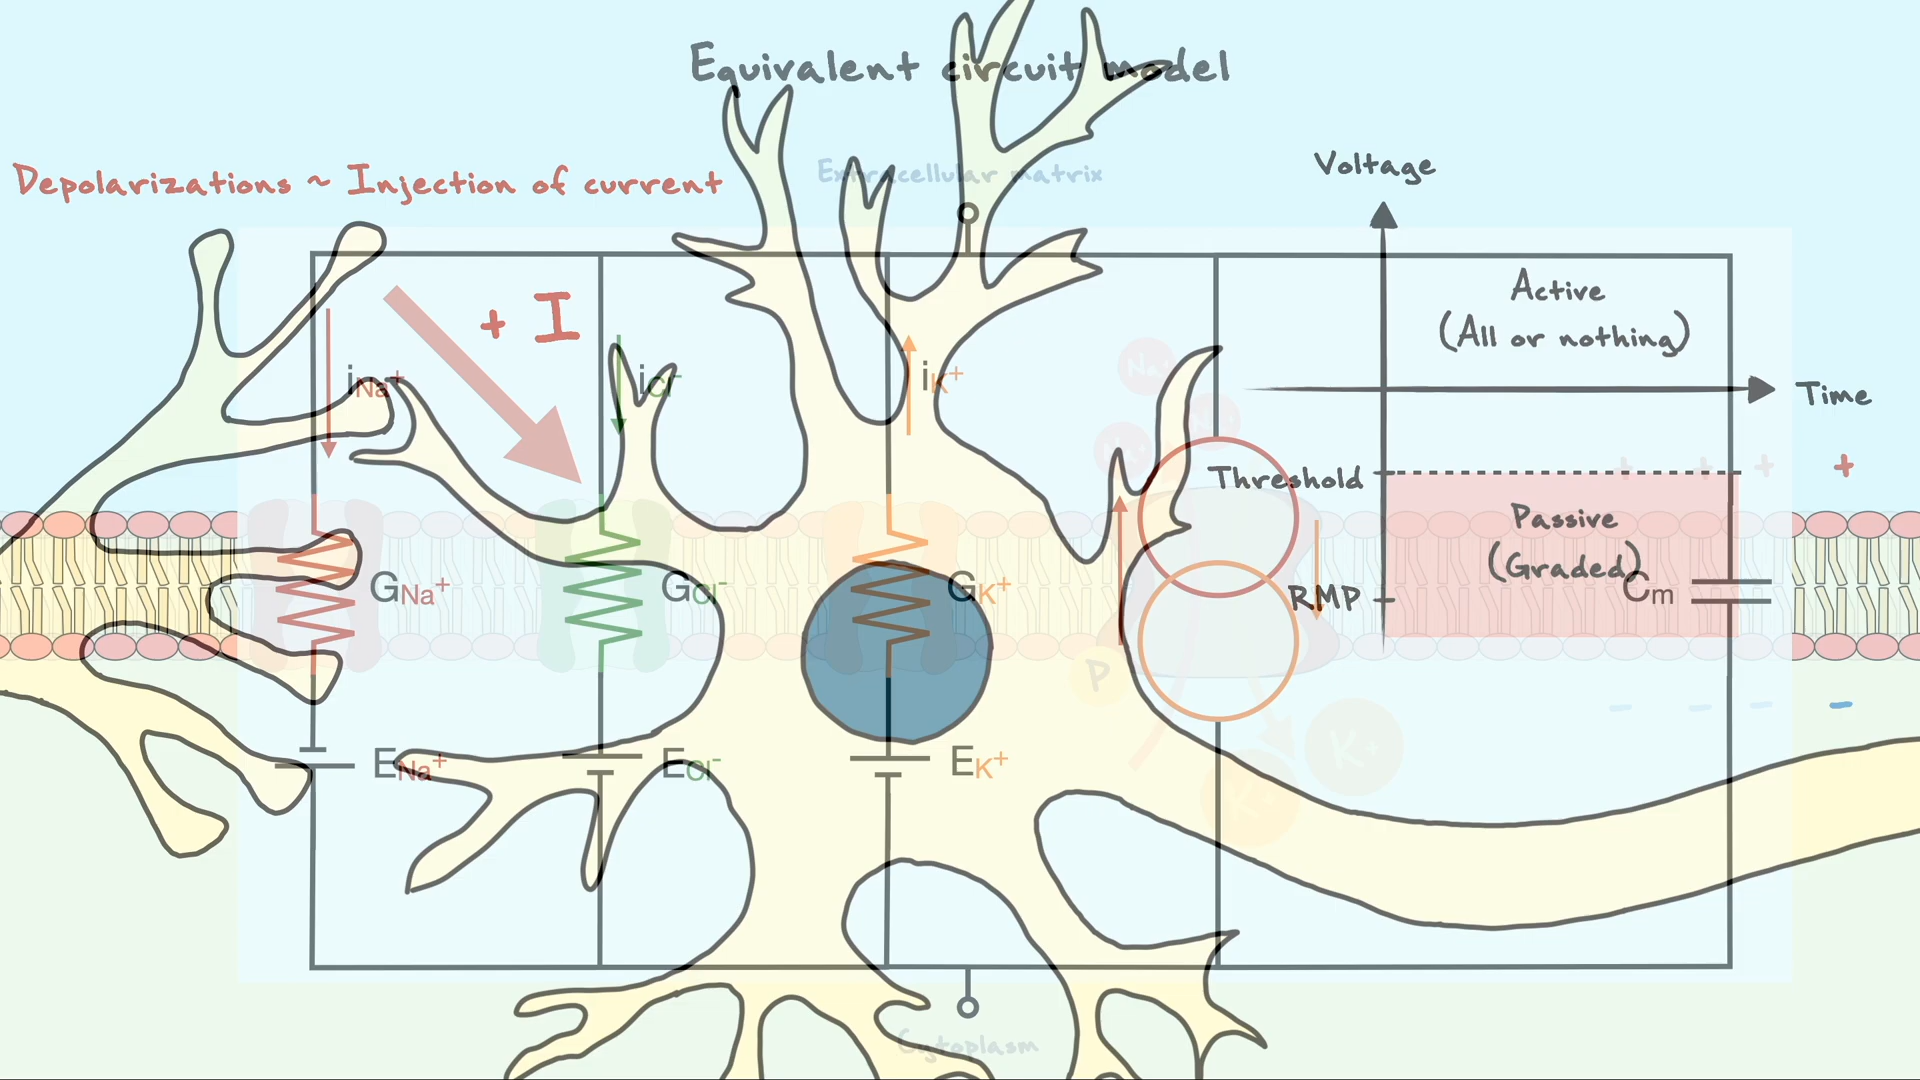 Equivalent circuit model
Extracellular matrix
Depolarizations ~ Injection of current
+ I
Voltage
Active
(All or nothing)
Time
Threshold
Passive
(Graded)
RMP
iNa+
iCl-
iK+
Na+
GNa+
GCl-
GK+
Cm
ENa+
ECl-
EK+
P
K+
K+
Cytoplasm
+ + + +
- - - -